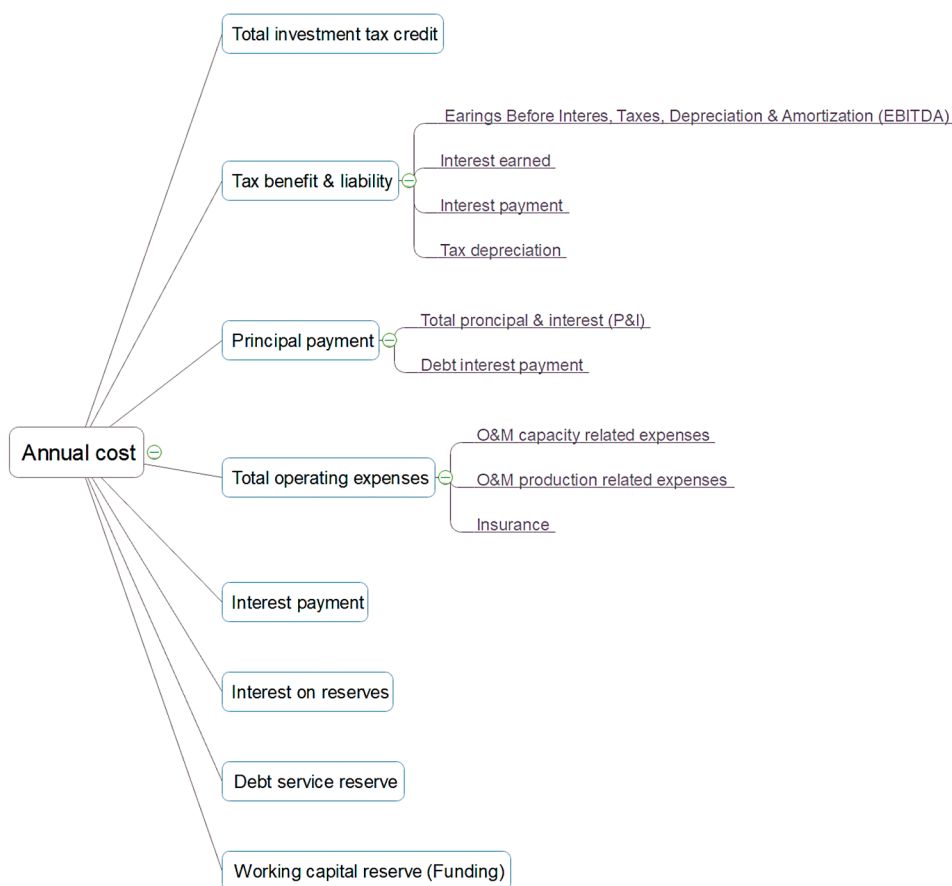 Total investment tax credit
Earings Before Interes, Taxes, Depreciation & Amortization (EBITDA)
Interest earned
Tax benefit & liability
Interest payment
Tax depreciation
Total proncipal & interest (P&I)
Principal payment
Debt interest payment
O&M capacity related expenses
Annual cost
Total operating expenses
O&M production related expenses
Insurance
Interest payment
Interest on reserves
Debt service reserve
Working capital reserve (Funding)